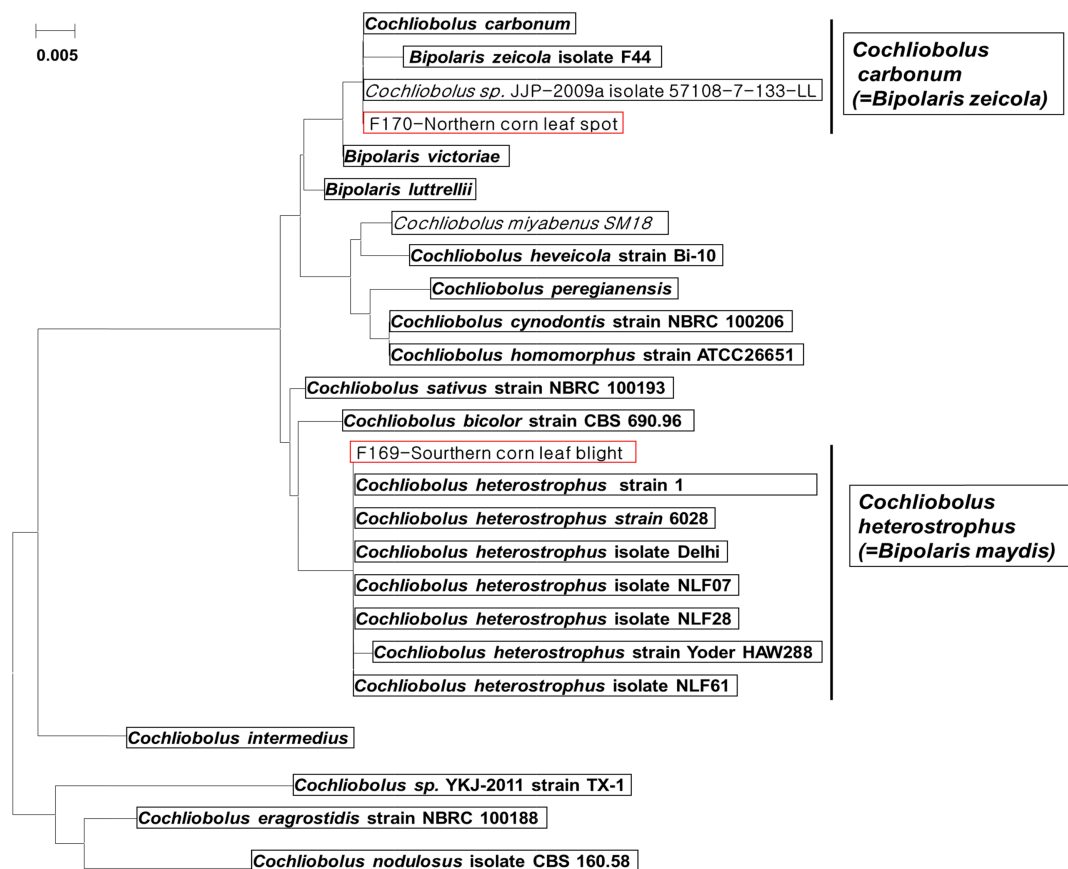 0.005
Cochliobolus carbonum
Bipolaris zeicola isolate F44
Cochliobolus sp. JJP-2009a isolate 57108-7-133-LL
F170-Northern corn leaf spot
Bipolaris victoriae
Bipolaris luttrellii
Cochliobolus miyabenus SM18
Cochliobolus heveicola strain Bi-10
Cochliobolus peregianensis
Cochliobolus cynodontis strain NBRC 100206
Cochliobolus homomorphus strain ATCC26651
Cochliobolus sativus strain NBRC 100193
Cochliobolus bicolor strain CBS 690.96
F169-Sourthern corn leaf blight
Cochliobolus heterostrophus strain 1
Cochliobolus heterostrophus strain 6028
Cochliobolus heterostrophus isolate Delhi
Cochliobolus heterostrophus isolate NLF07
Cochliobolus heterostrophus isolate NLF28
Cochliobolus heterostrophus strain Yoder HAW288
Cochliobolus heterostrophus isolate NLF61
Cochliobolus intermedius
Cochliobolus sp. YKJ-2011 strain TX-1
Cochliobolus eragrostidis strain NBRC 100188
Cochliobolus nodulosus isolate CBS 160.58
Cochliobolus
carbonum
(=Bipolaris zeicola)
Cochliobolus
heterostrophus
(=Bipolaris maydis)